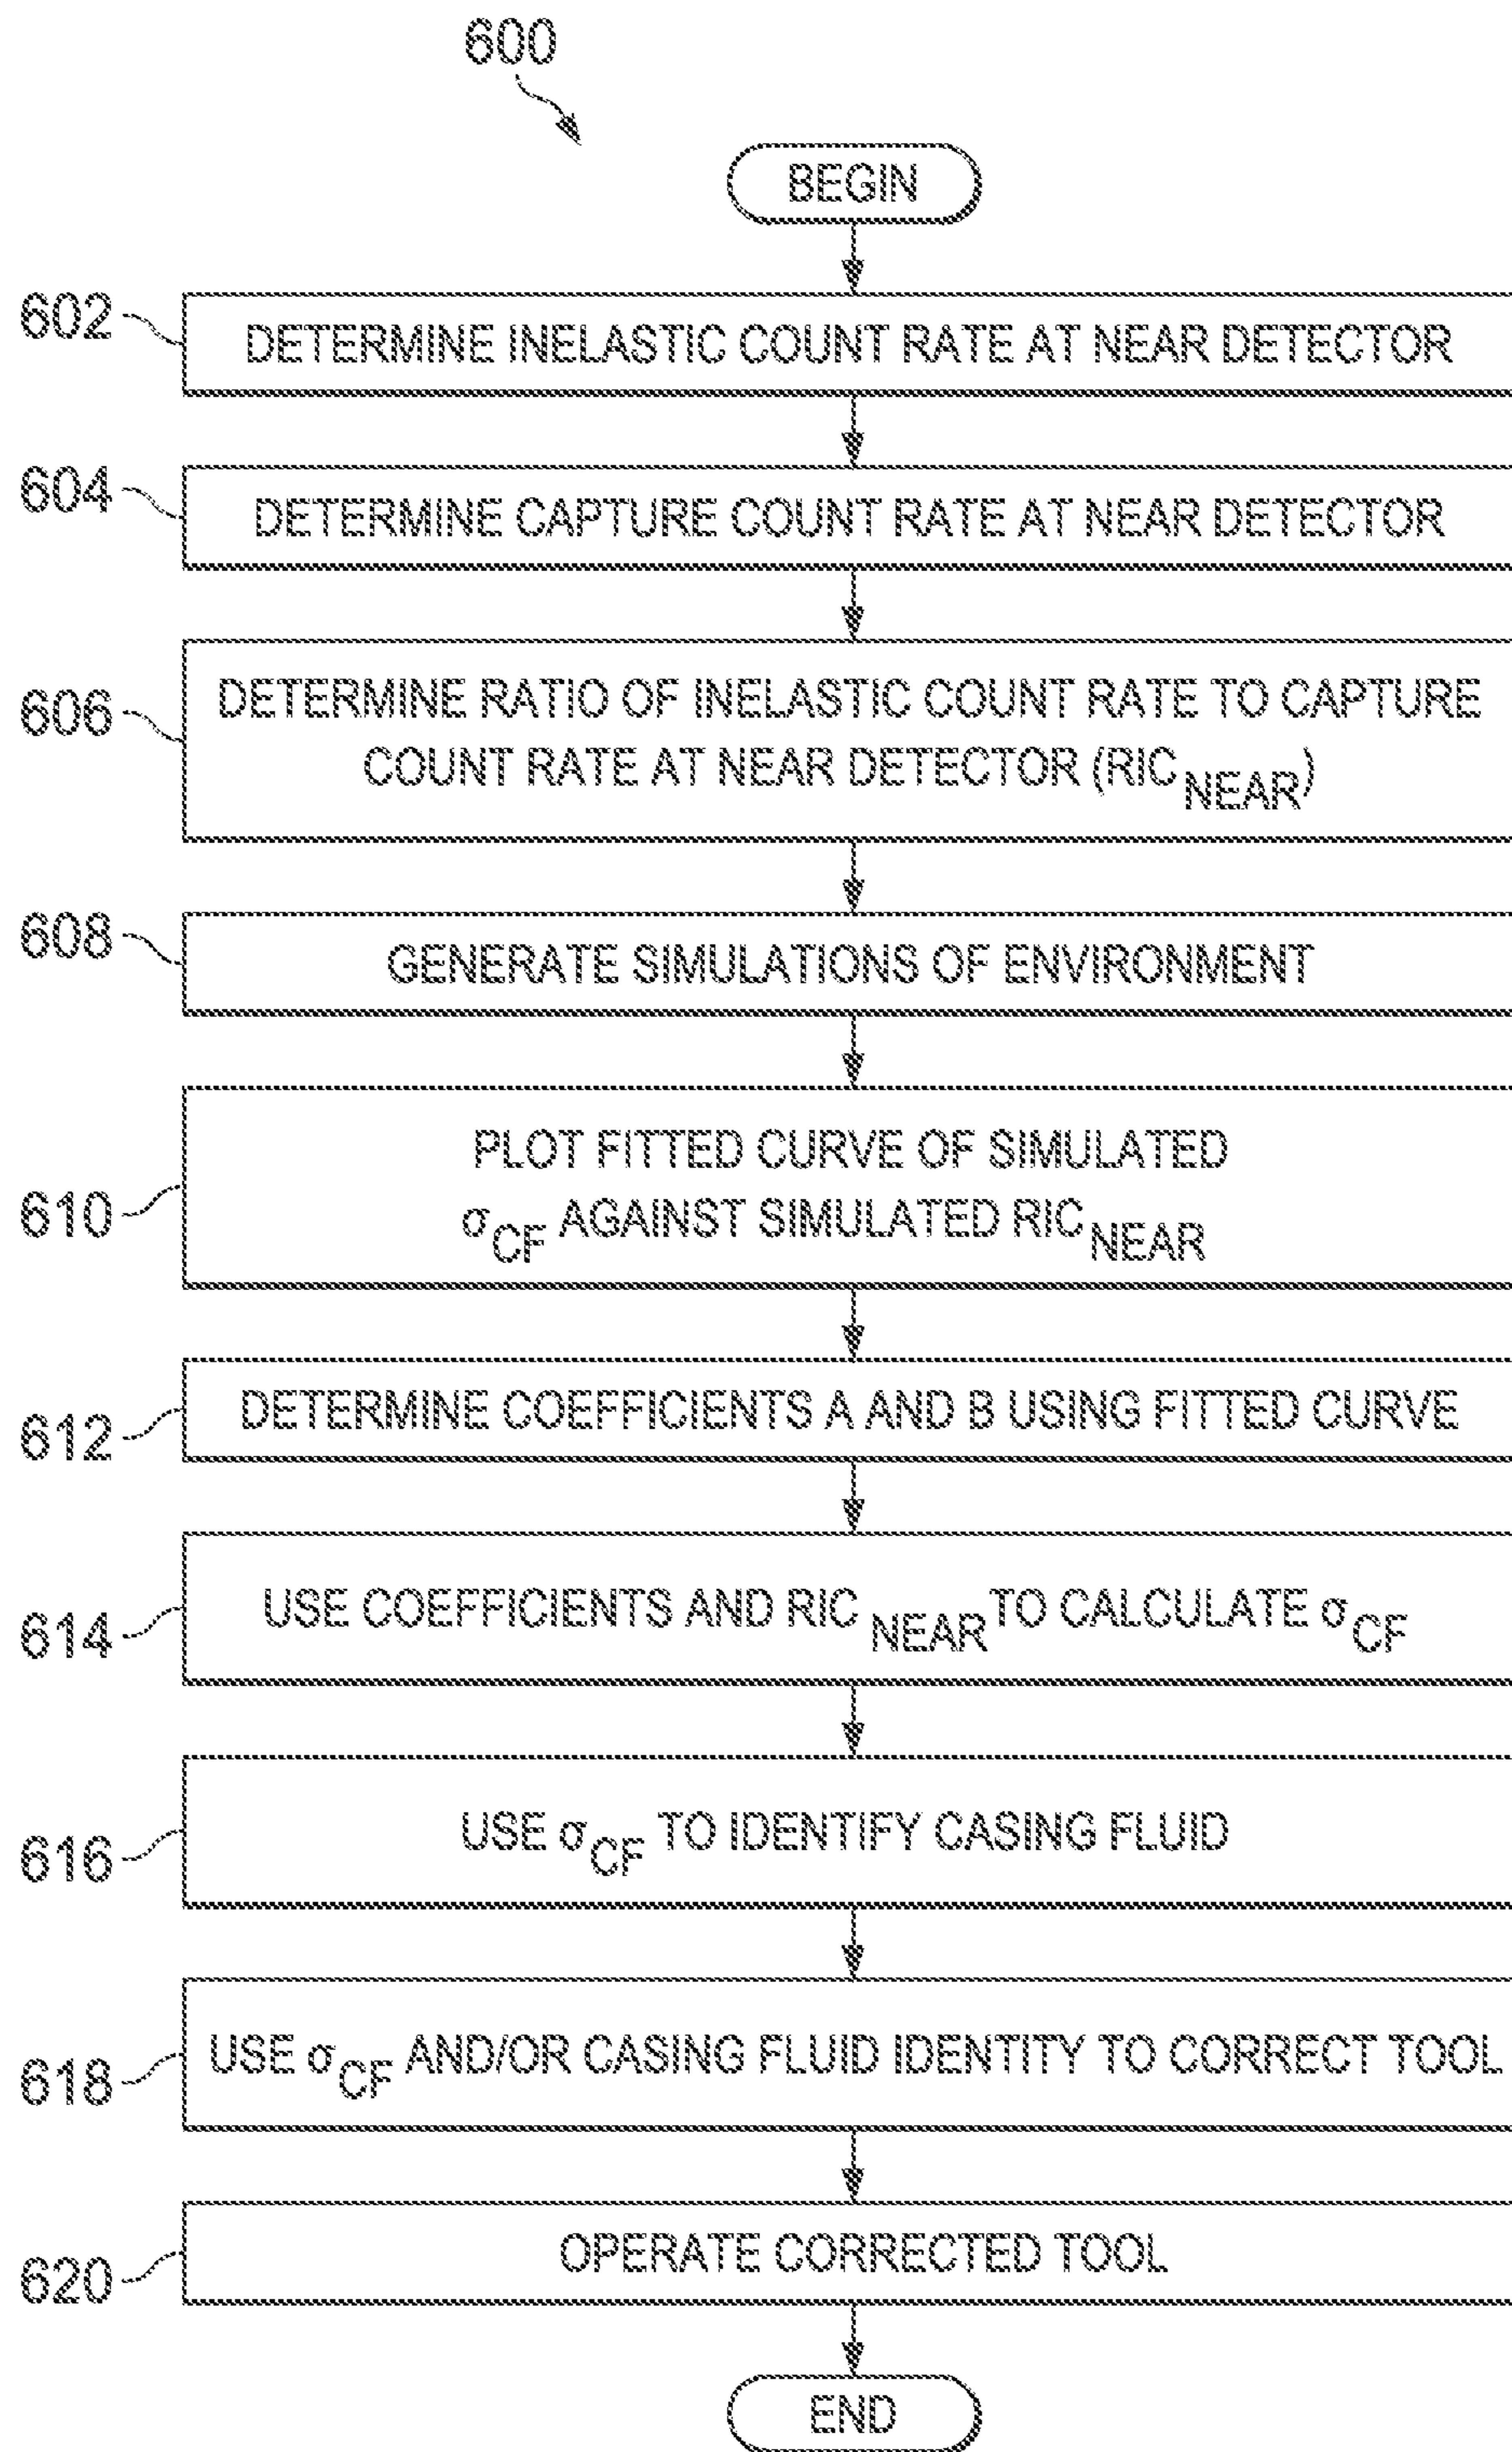 600
BEGIN
602
DETERMINE INELASTIC COUNT RATE AT NEAR DETECTOR
604
DETERMINE CAPTURE COUNT RATE AT NEAR DETECTOR
606
DETERMINE RATIO OF INELASTIC COUNT RATE TO CAPTURE
COUNT RATE AT NEAR DETECTOR (RIC NEAR)
608
GENERATE SIMULATIONS OF ENVIRONMENT
610
PLOT FITTED CURVE OF SIMULATED
σCF AGAINST SIMULATED RIC NEAR
612
DETERMINE COEFFICIENTS A AND B USING FITTED CURVE
614
USE COEFFICIENTS AND RIC NEAR TO CALCULATE σCF
616
USE σCF TO IDENTIFY CASING FLUID
618
USE σCF AND/OR CASING FLUID IDENTITY TO CORRECT TOOL
620
OPERATE CORRECTED TOOL
END